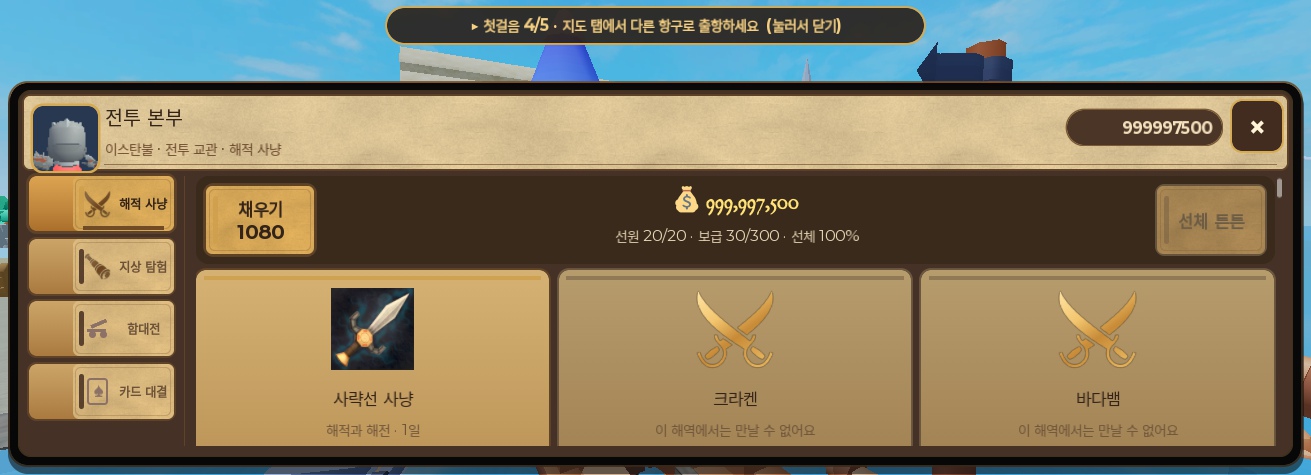 ▸ 첫걸음 4/5 · 지도 탭에서 다른 항구로 출항하세요 (눌러서 닫기)
전투 본부
이스탄불 · 전투 교관 · 해적 사냥
999997500
×
해적 사냥
지상 탐험
함대전
카드 대결
채우기
1080
999,997,500
선원 20/20 · 보급 30/300 · 선체 100%
선체 튼튼
사략선 사냥
해적과 해전 · 1일
크라켄
이 해역에서는 만날 수 없어요
바다뱀
이 해역에서는 만날 수 없어요